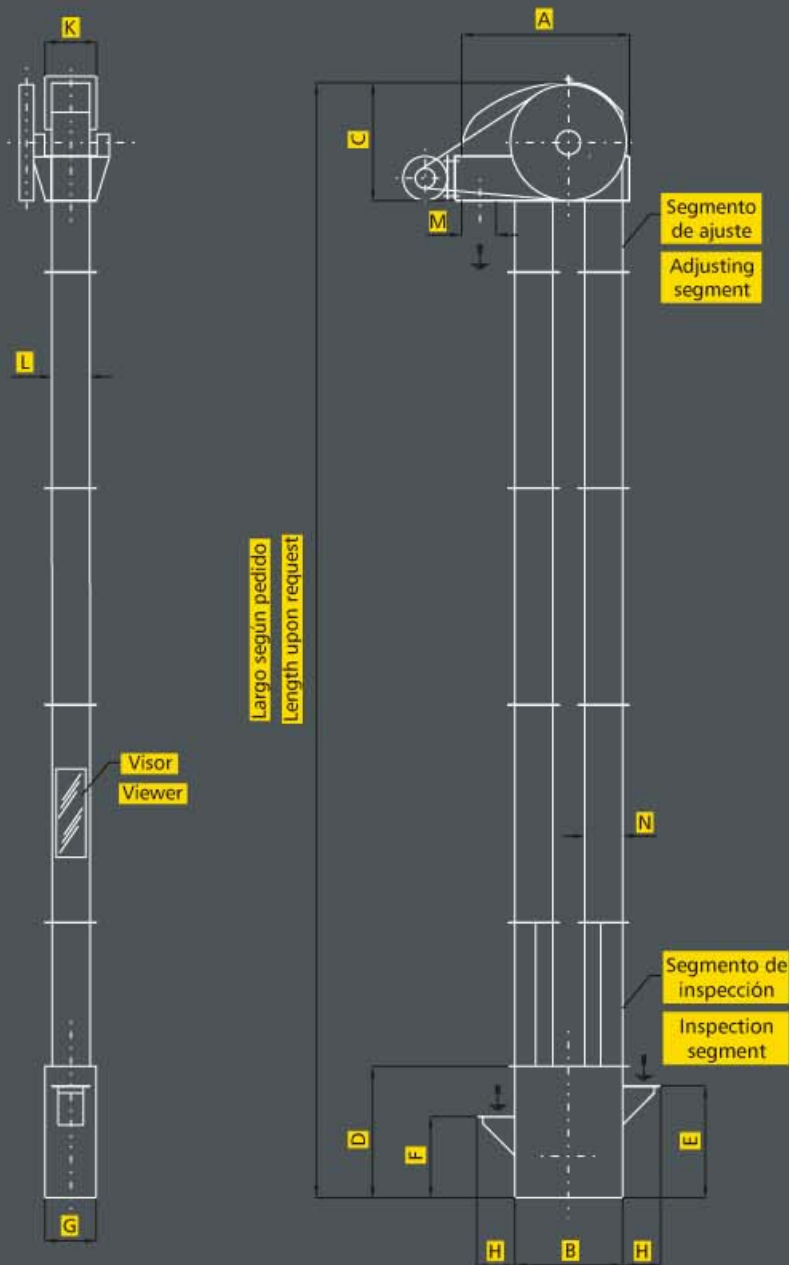 K
A
C
M
Segmento
de ajuste
Adjusting
segment
L
Largo según pedido
Length upon request
Visor
Viewer
N
Segmento de
inspección
Inspection
segment
D
F
E
G
H
B
H